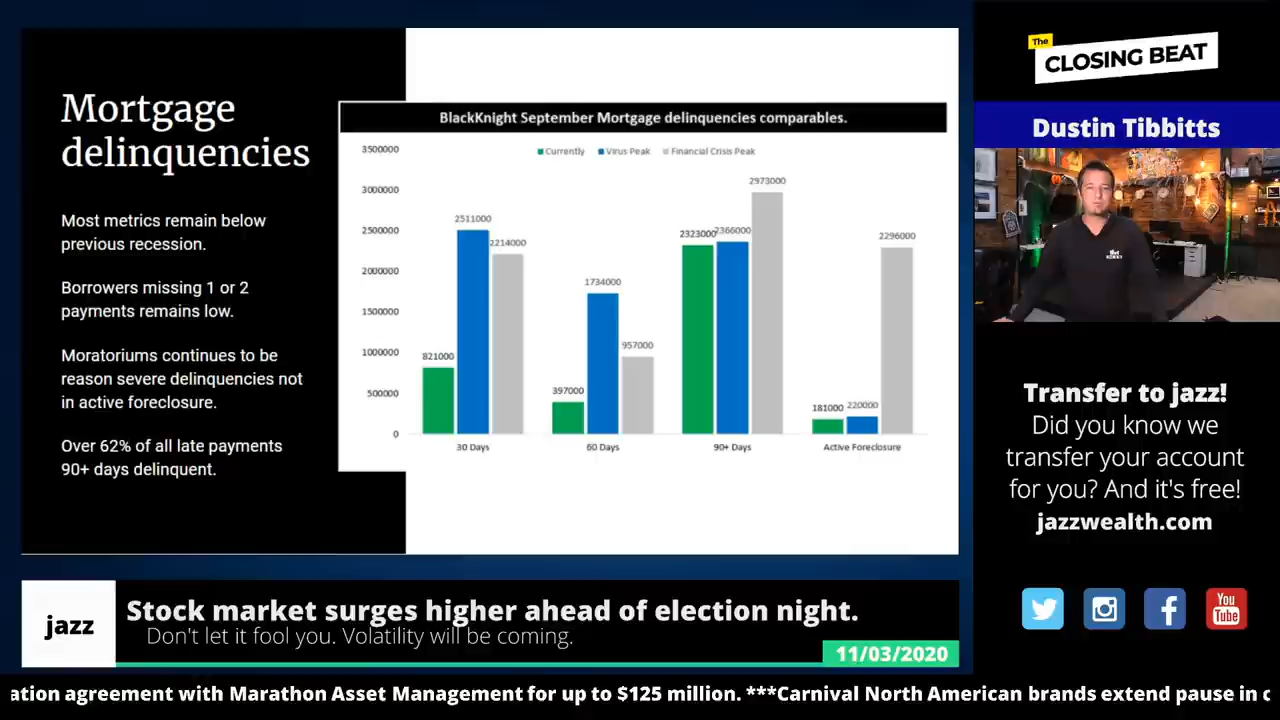 Mortgage
delinquencies
Most metrics remain below
previous recession.
Borrowers missing 1 or 2
payments remains low.
Moratoriums continues to be
reason severe delinquencies not
in active foreclosure.
Over 62% of all late payments
90+ days delinquent.
BlackKnight September Mortgage delinquencies comparables.
Currently Virus Peak Financial Crisis Peak
3500000
3000000
2500000
2000000
1500000
1000000
500000
0
821000 2511000 2214000
397000 1734000 957000
2323000 2366000 2973000
181000 220000 2296000
30 Days 60 Days 90+ Days Active Foreclosure
The
CLOSING BEAT
Dustin Tibbitts
Transfer to jazz!
Did you know we
transfer your account
for you? And it's free!
jazzwealth.com
You
Tube
jazz
Stock market surges higher ahead of election night.
Don't let it fool you. Volatility will be coming.
11/03/2020
ation agreement with Marathon Asset Management for up to $125 million. ***Carnival North American brands extend pause in c